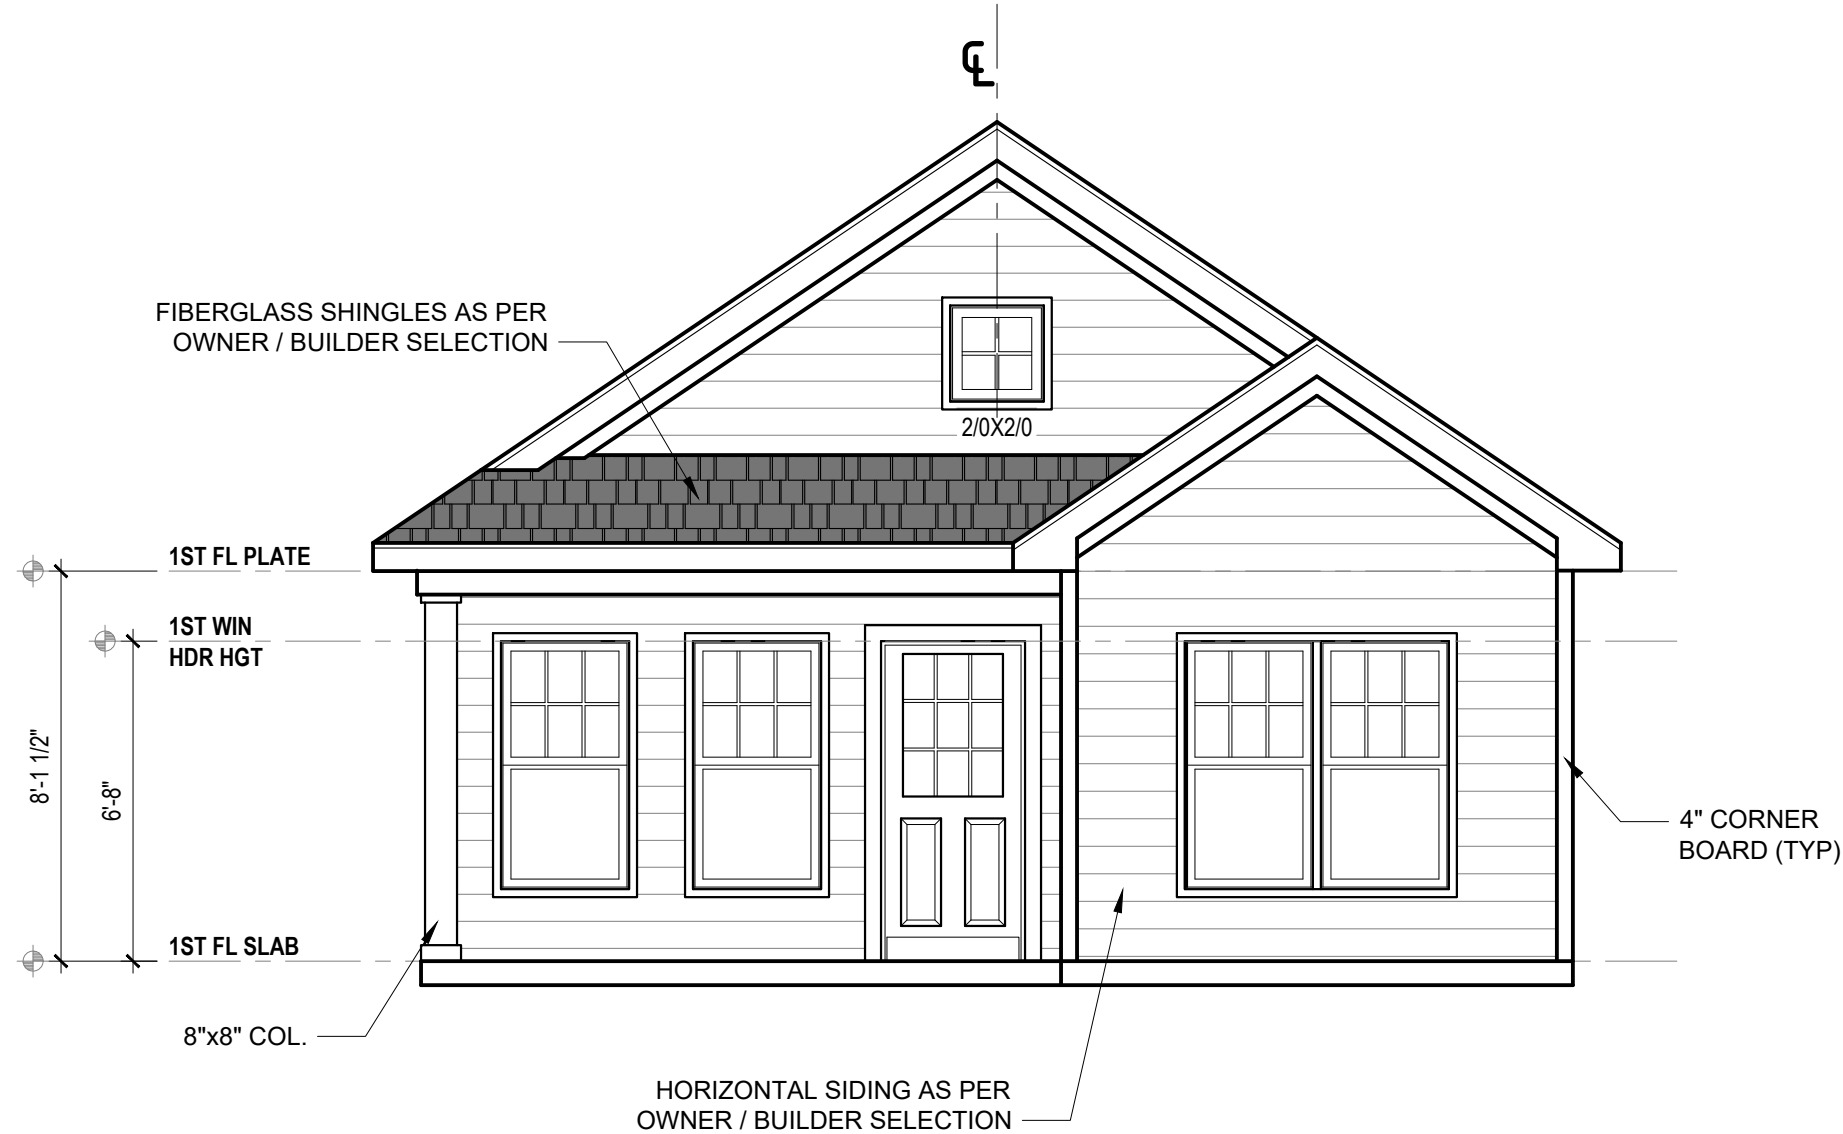 ℄
FIBERGLASS SHINGLES AS PER
OWNER / BUILDER SELECTION
2/0X2/0
1ST FL PLATE
1ST WIN
HDR HGT
8'-1 1/2"
6'-8"
4" CORNER
BOARD (TYP)
1ST FL SLAB
8"x8" COL.
HORIZONTAL SIDING AS PER
OWNER / BUILDER SELECTION